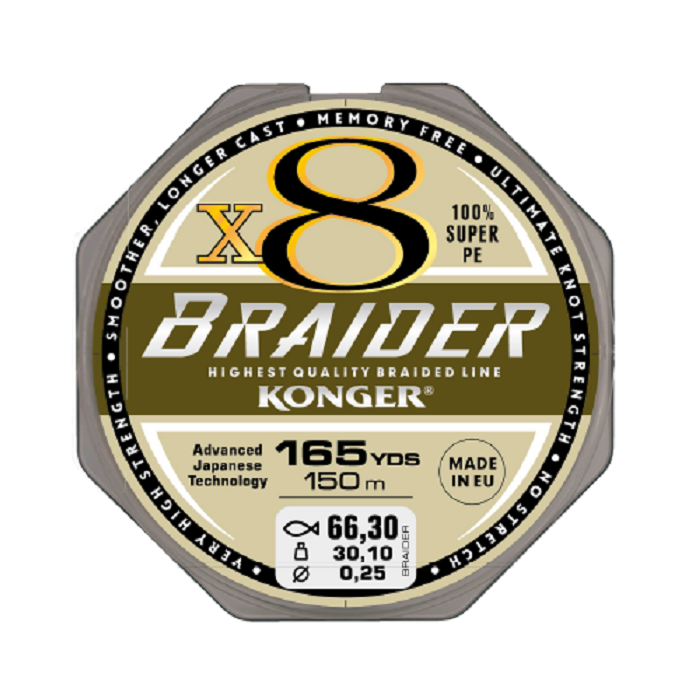 VERY HIGH STRENGTH • SMOOTHER, LONGER CAST • MEMORY FREE • ULTIMATE KNOT STRENGTH • NO STRETCH •
X8
100%
SUPER
PE
BRAIDER
HIGHEST QUALITY BRAIDED LINE
KONGER®
Advanced
Japanese
Technology
165 YDS
150 m
MADE
IN EU
66,30
30,10
0,25
BRAIDER